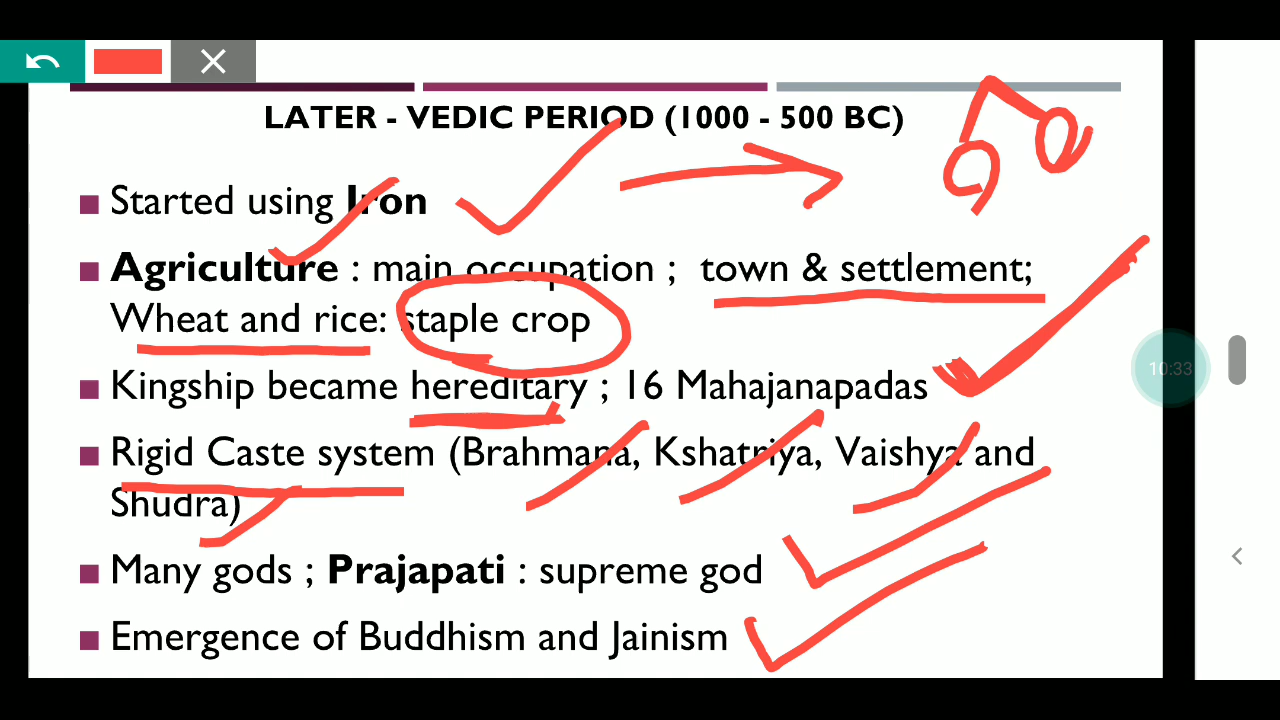 LATER - VEDIC PERIOD (1000 - 500 BC)
■ Started using Iron
■ Agriculture : main occupation ; town & settlement;
Wheat and rice: staple crop
■ Kingship became hereditary ; 16 Mahajanapadas
10:33
■ Rigid Caste system (Brahmana, Kshatriya, Vaishya and
Shudra)
■ Many gods ; Prajapati : supreme god
■ Emergence of Buddhism and Jainism